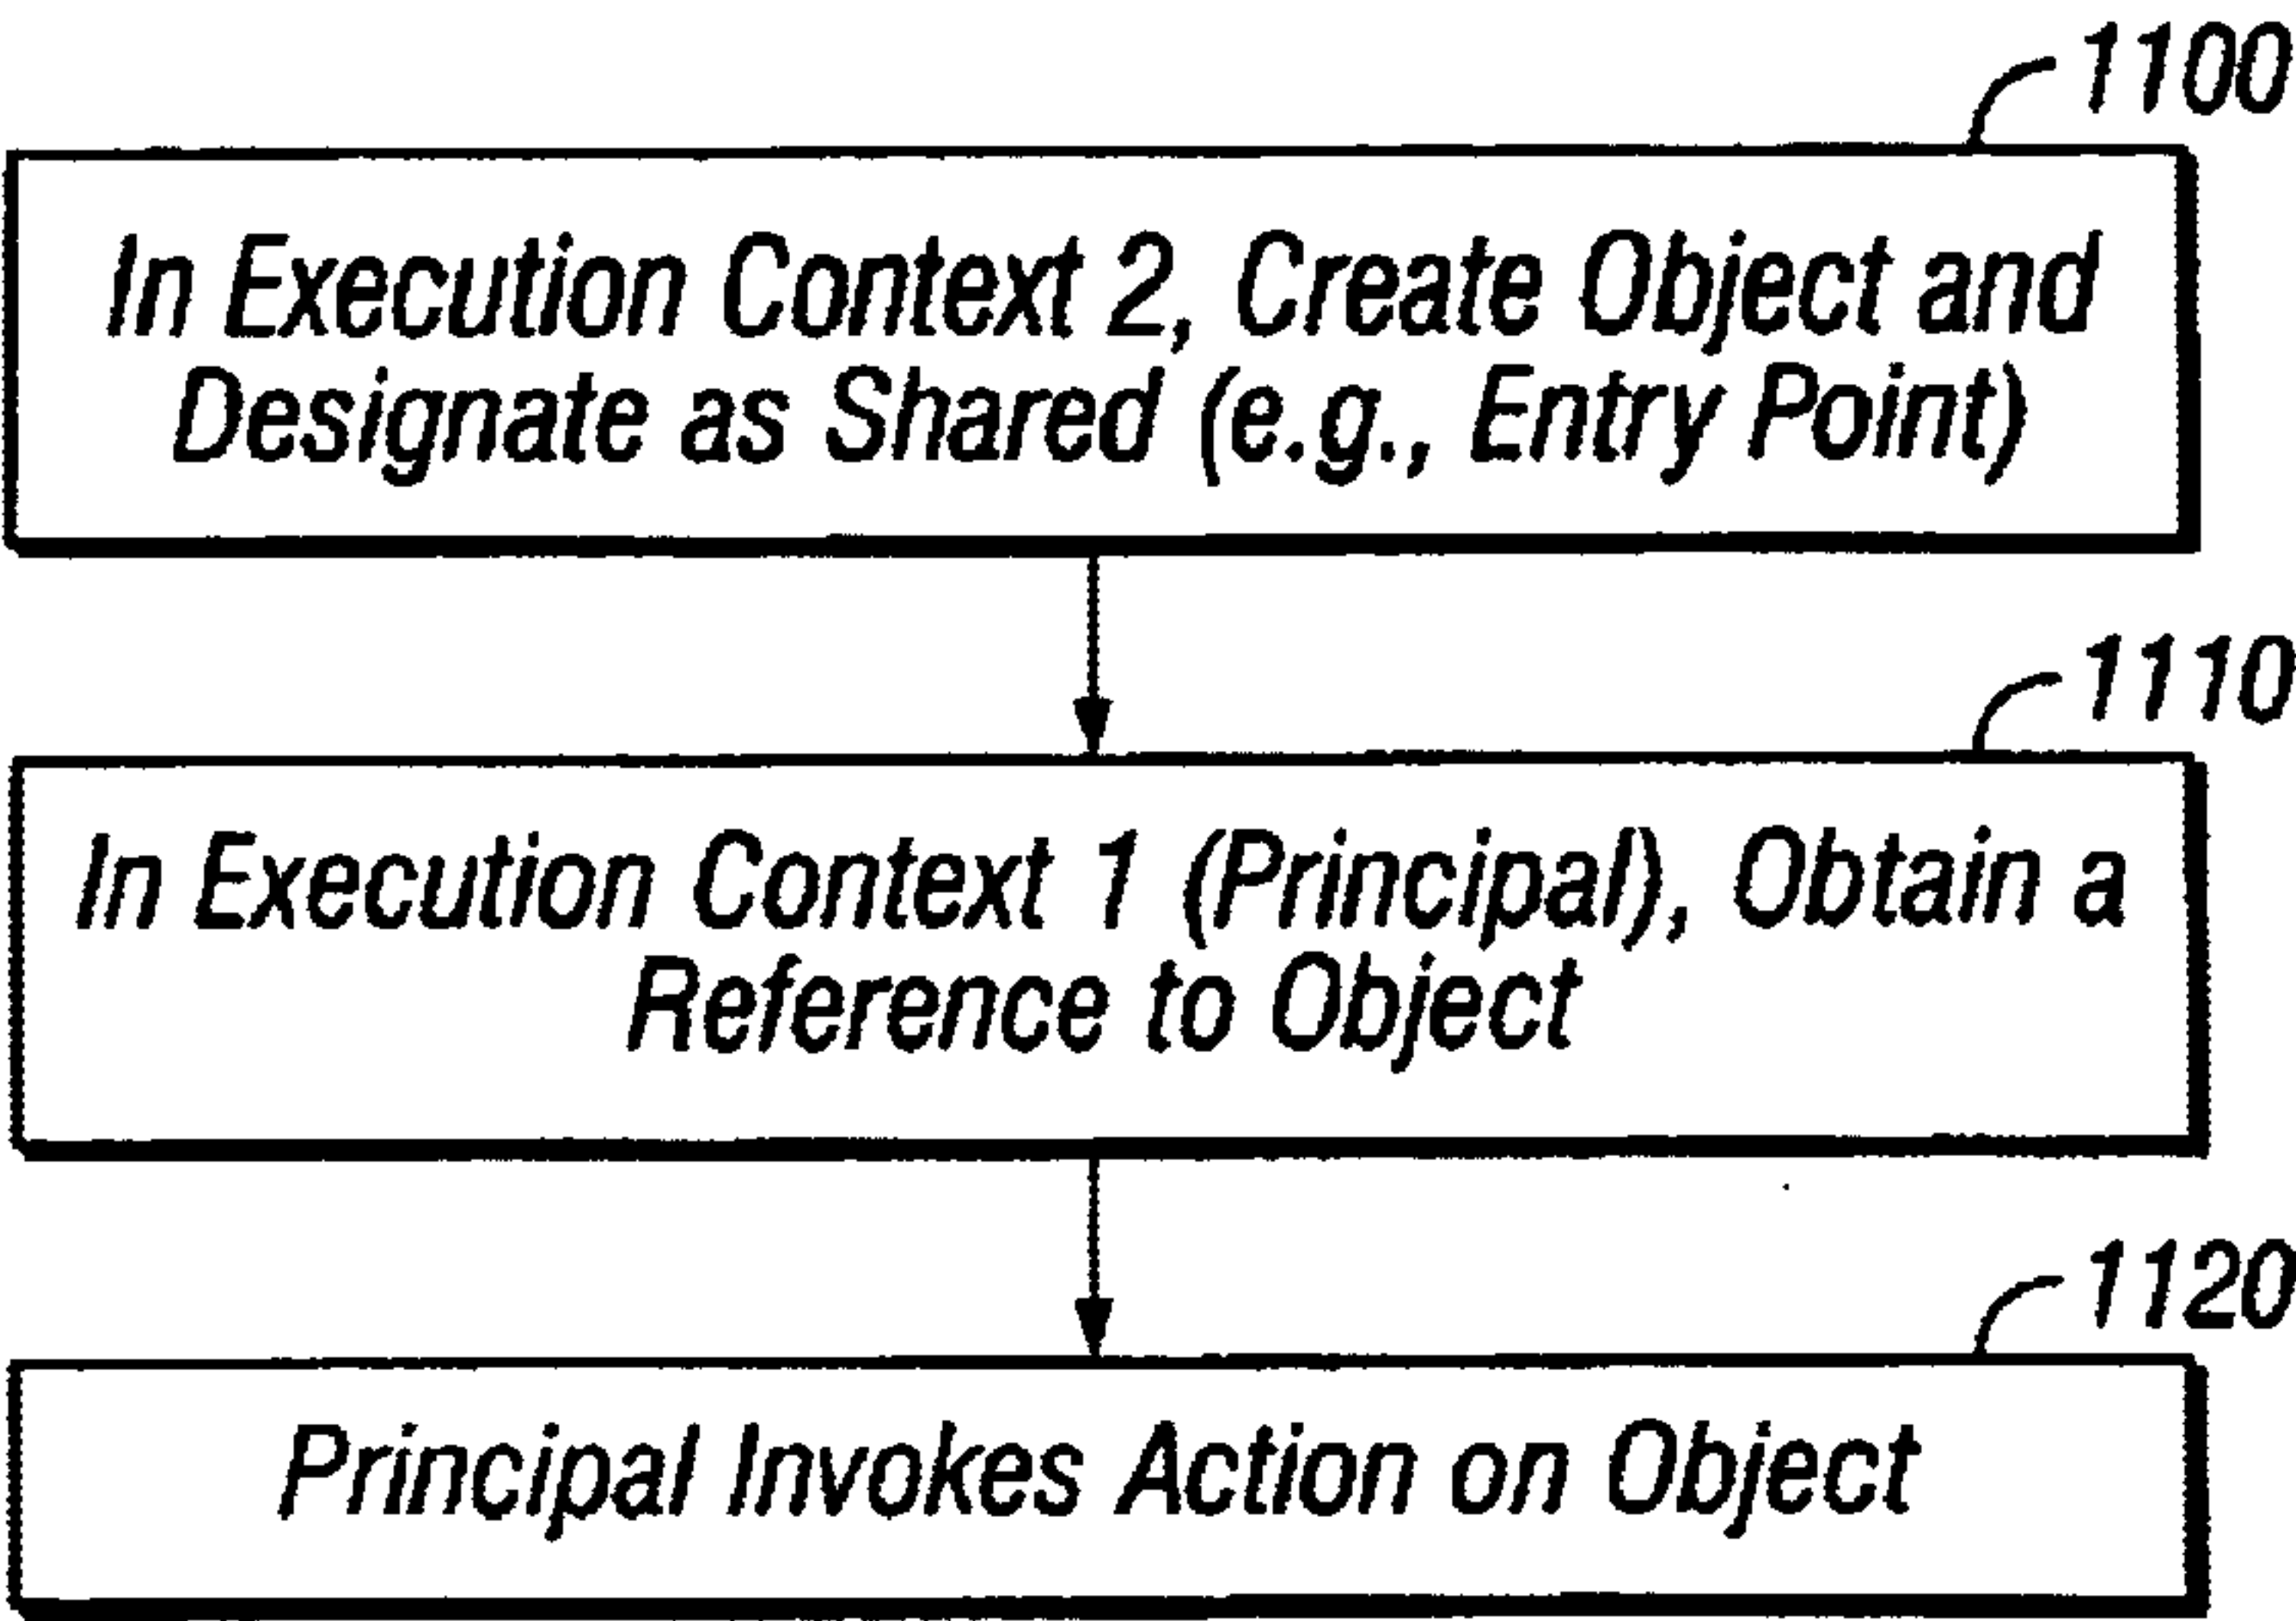 1100
In Execution Context 2, Create Object and
Designate as Shared (e.g., Entry Point)
1110
In Execution Context 1 (Principal), Obtain a
Reference to Object
1120
Principal Invokes Action on Object